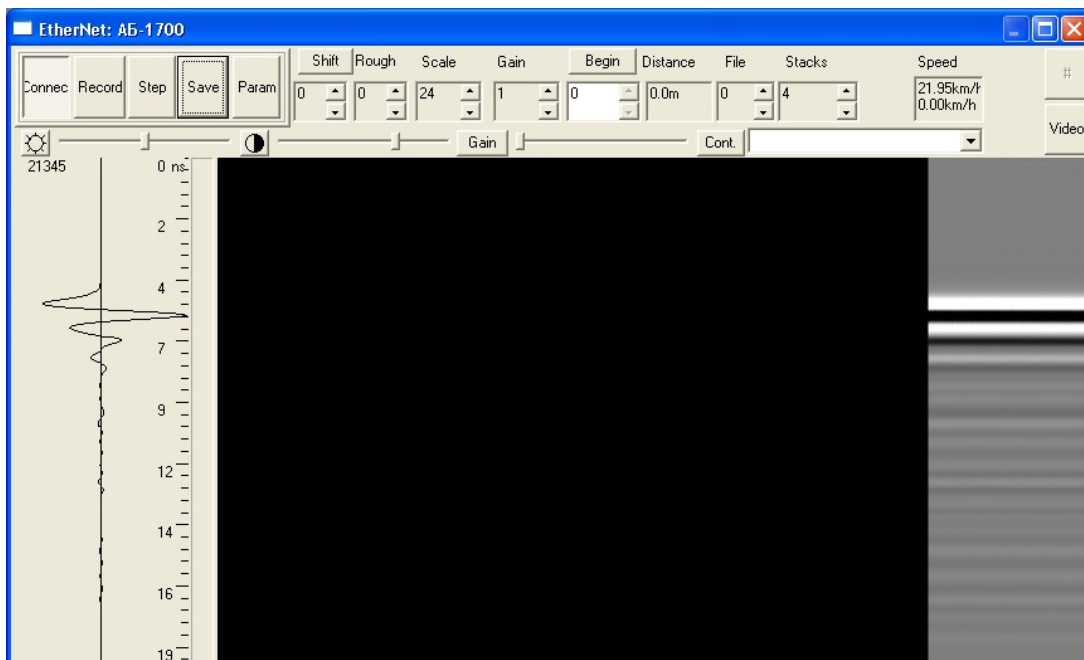 EtherNet: АБ-1700
Shift Rough Scale Gain Begin Distance File Stacks Speed
Connec Record Step Save Param
0 0 24 1 0 0.0m 0 4 21.95km/h
0.00km/h
#
Video
Gain Cont.
21345 0 ns
2
4
7
9
12
14
16
19